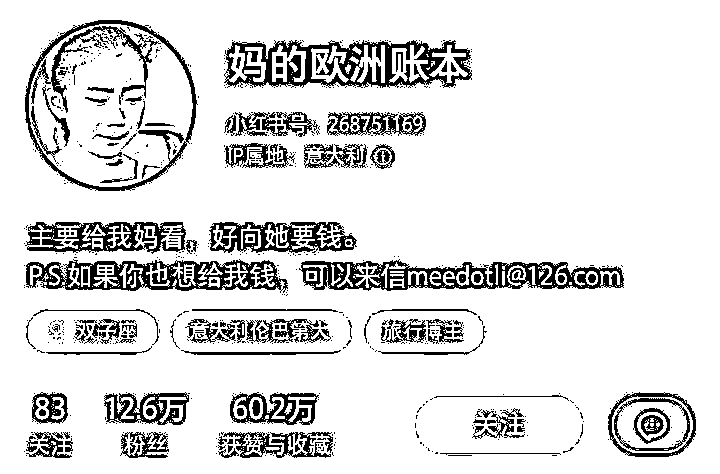 妈的欧洲账本
小红书号：268751169
IP属地：意大利
主要给我妈看，好向她要钱。
PS如果你也想给我钱，可以来信meedotli@126.com
双子座 意大利伦巴第大 旅行博主
83 12.6万 60.2万
关注 粉丝 获赞与收藏
关注